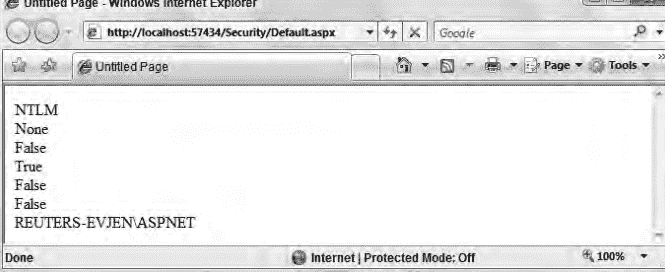 Untitled Page - Windows Internet Explorer
http://localhost:57434/Security/Default.aspx
Google
Untitled Page
Page
Tools
»
NTLM
None
False
True
False
False
REUTERS-EVJEN\ASPNET
Done
Internet | Protected Mode: Off
100%